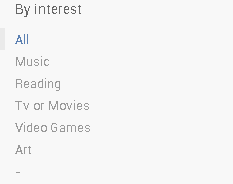 By interest
All
Music
Reading
Tv or Movies
Video Games
Art
-